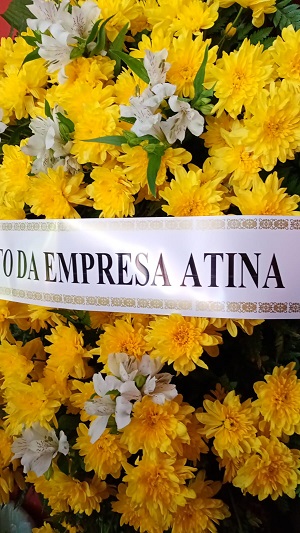 TO DA EMPRESA ATINA